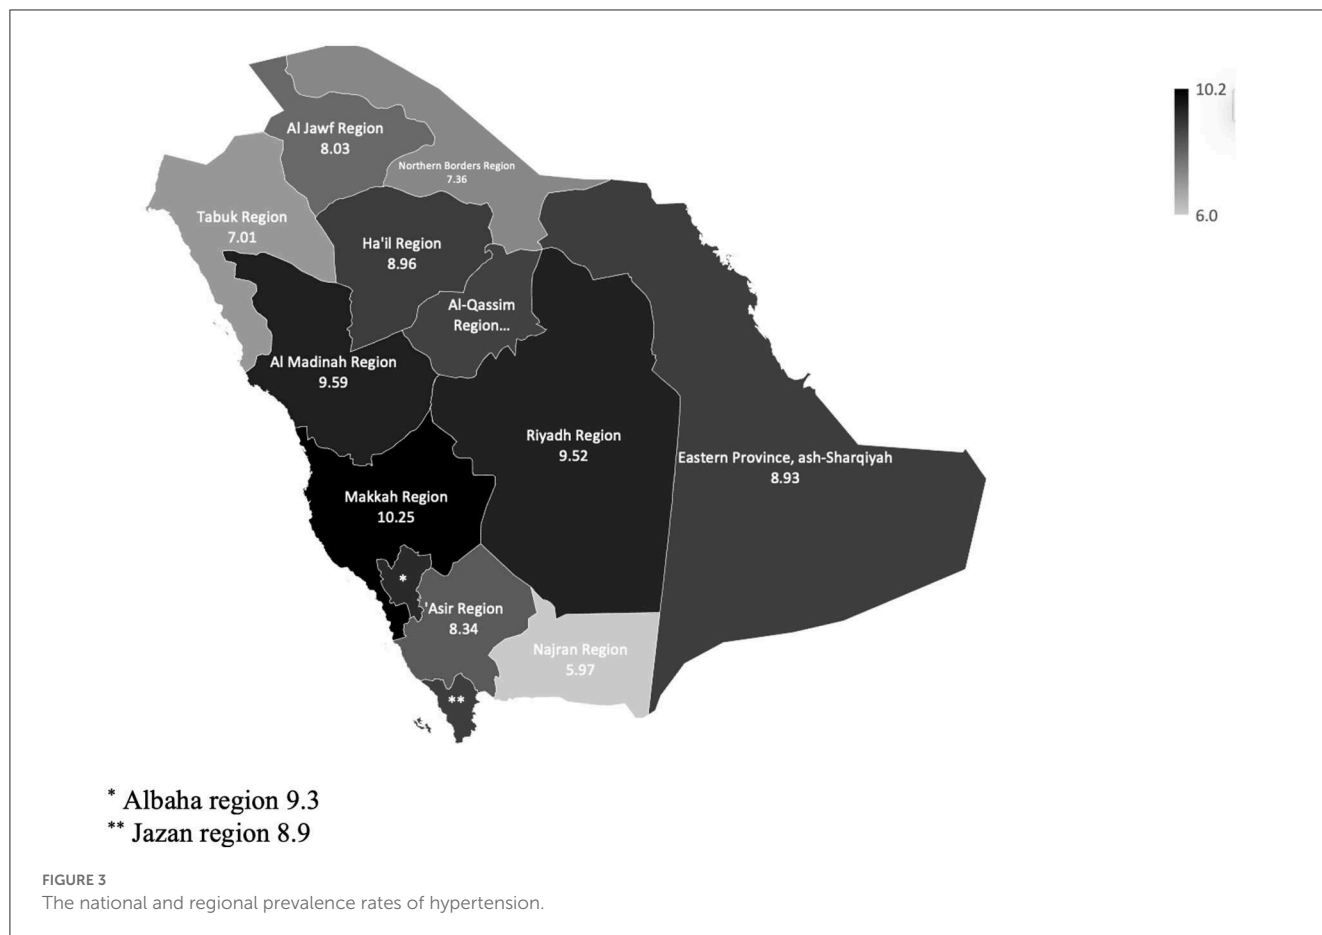 10.2
6.0
Al Jawf Region
8.03
Northern Borders Region
7.36
Tabuk Region
7.01
Ha'il Region
8.96
Al-Qassim
Region...
Al Madinah Region
9.59
Riyadh Region
9.52
Eastern Province, ash-Sharqiyah
8.93
Makkah Region
10.25
*
'Asir Region
8.34
Najran Region
5.97
**
* Albaha region 9.3
** Jazan region 8.9
FIGURE 3
The national and regional prevalence rates of hypertension.